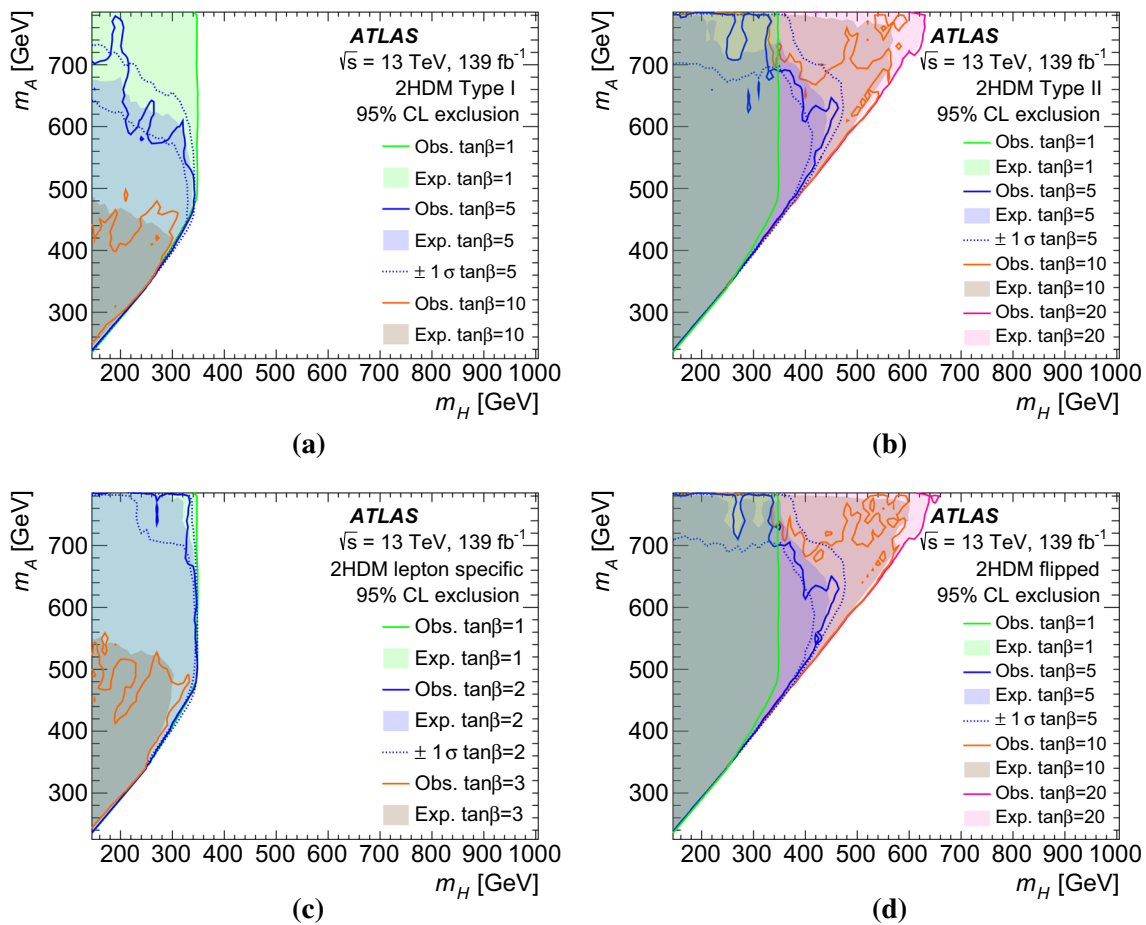 m_A [GeV]
700
600
500
400
300
200 300 400 500 600 700 800 900 1000
m_H [GeV]
ATLAS
√s = 13 TeV, 139 fb⁻¹
2HDM Type I
95% CL exclusion
Obs. tanβ=1
Exp. tanβ=1
Obs. tanβ=5
Exp. tanβ=5
± 1 σ tanβ=5
Obs. tanβ=10
Exp. tanβ=10
(a)
m_A [GeV]
700
600
500
400
300
200 300 400 500 600 700 800 900 1000
m_H [GeV]
ATLAS
√s = 13 TeV, 139 fb⁻¹
2HDM Type II
95% CL exclusion
Obs. tanβ=1
Exp. tanβ=1
Obs. tanβ=5
Exp. tanβ=5
± 1 σ tanβ=5
Obs. tanβ=10
Exp. tanβ=10
Obs. tanβ=20
Exp. tanβ=20
(b)
m_A [GeV]
700
600
500
400
300
200 300 400 500 600 700 800 900 1000
m_H [GeV]
ATLAS
√s = 13 TeV, 139 fb⁻¹
2HDM lepton specific
95% CL exclusion
Obs. tanβ=1
Exp. tanβ=1
Obs. tanβ=2
Exp. tanβ=2
± 1 σ tanβ=2
Obs. tanβ=3
Exp. tanβ=3
(c)
m_A [GeV]
700
600
500
400
300
200 300 400 500 600 700 800 900 1000
m_H [GeV]
ATLAS
√s = 13 TeV, 139 fb⁻¹
2HDM flipped
95% CL exclusion
Obs. tanβ=1
Exp. tanβ=1
Obs. tanβ=5
Exp. tanβ=5
± 1 σ tanβ=5
Obs. tanβ=10
Exp. tanβ=10
Obs. tanβ=20
Exp. tanβ=20
(d)